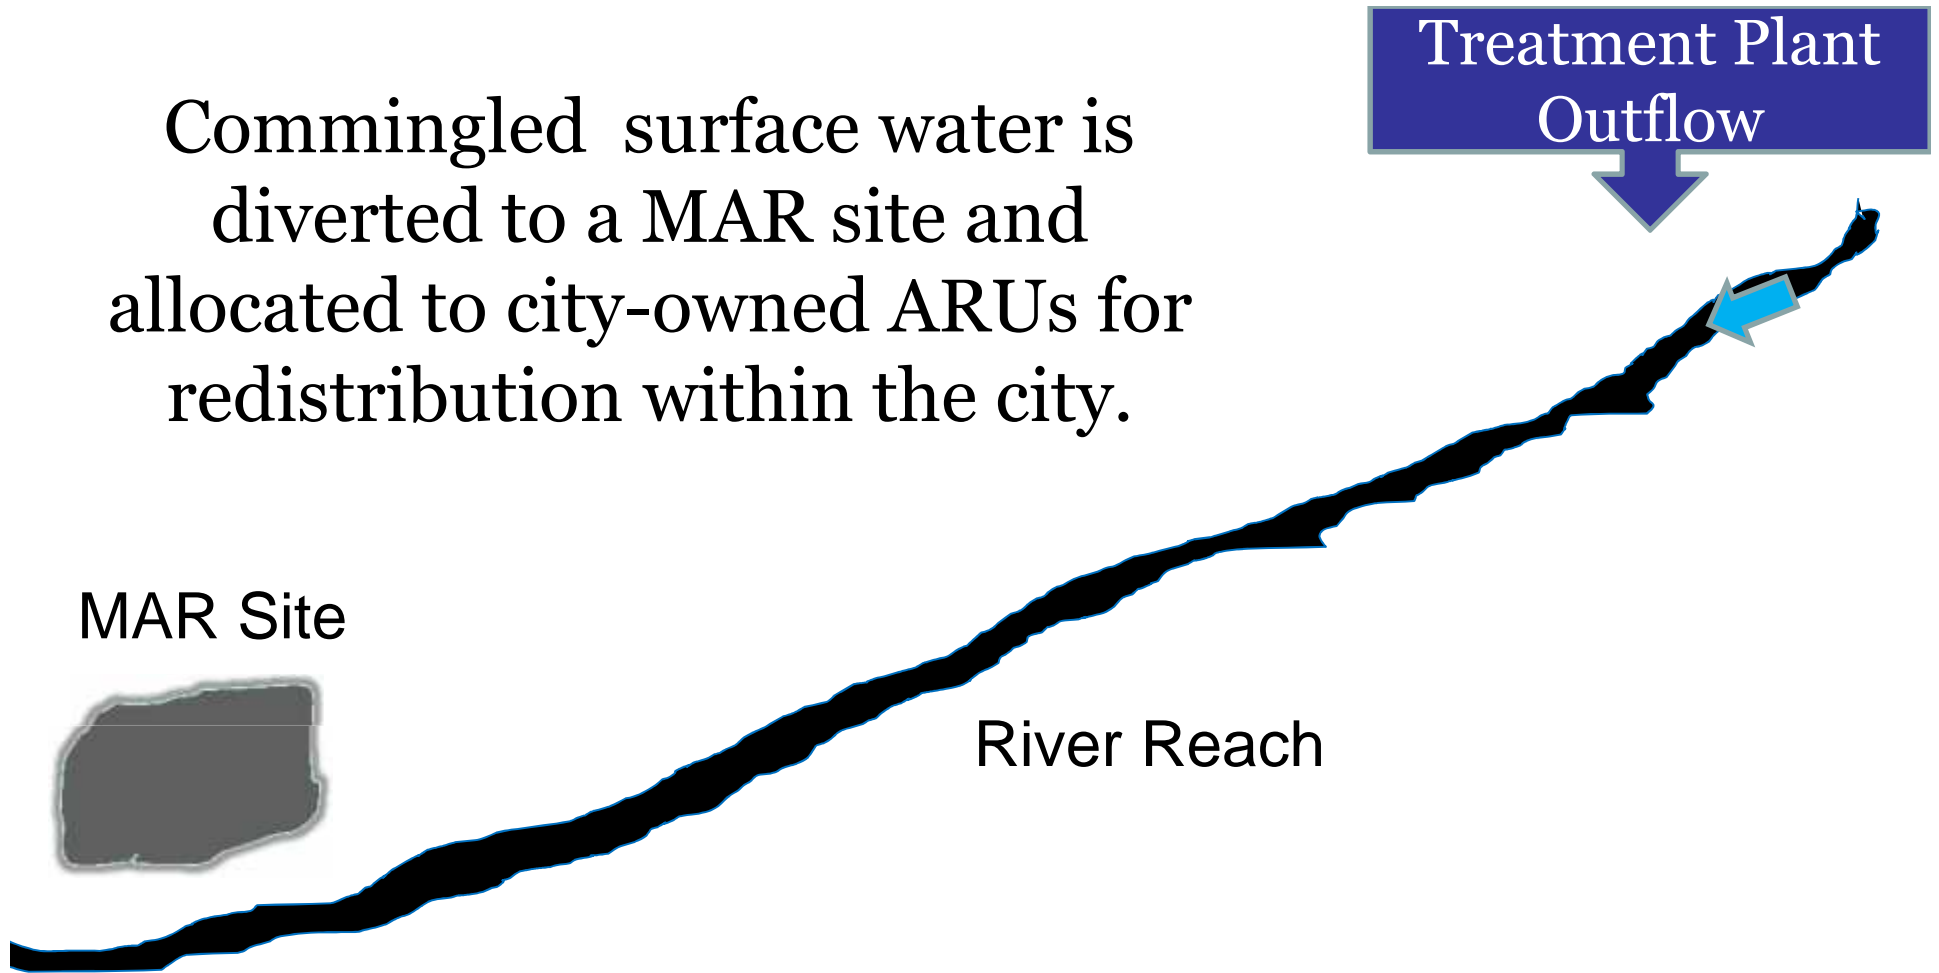 Treatment Plant
Outflow
Commingled  surface water is
diverted to a MAR site and
allocated to city-owned ARUs for
redistribution within the city.
MAR Site
River Reach